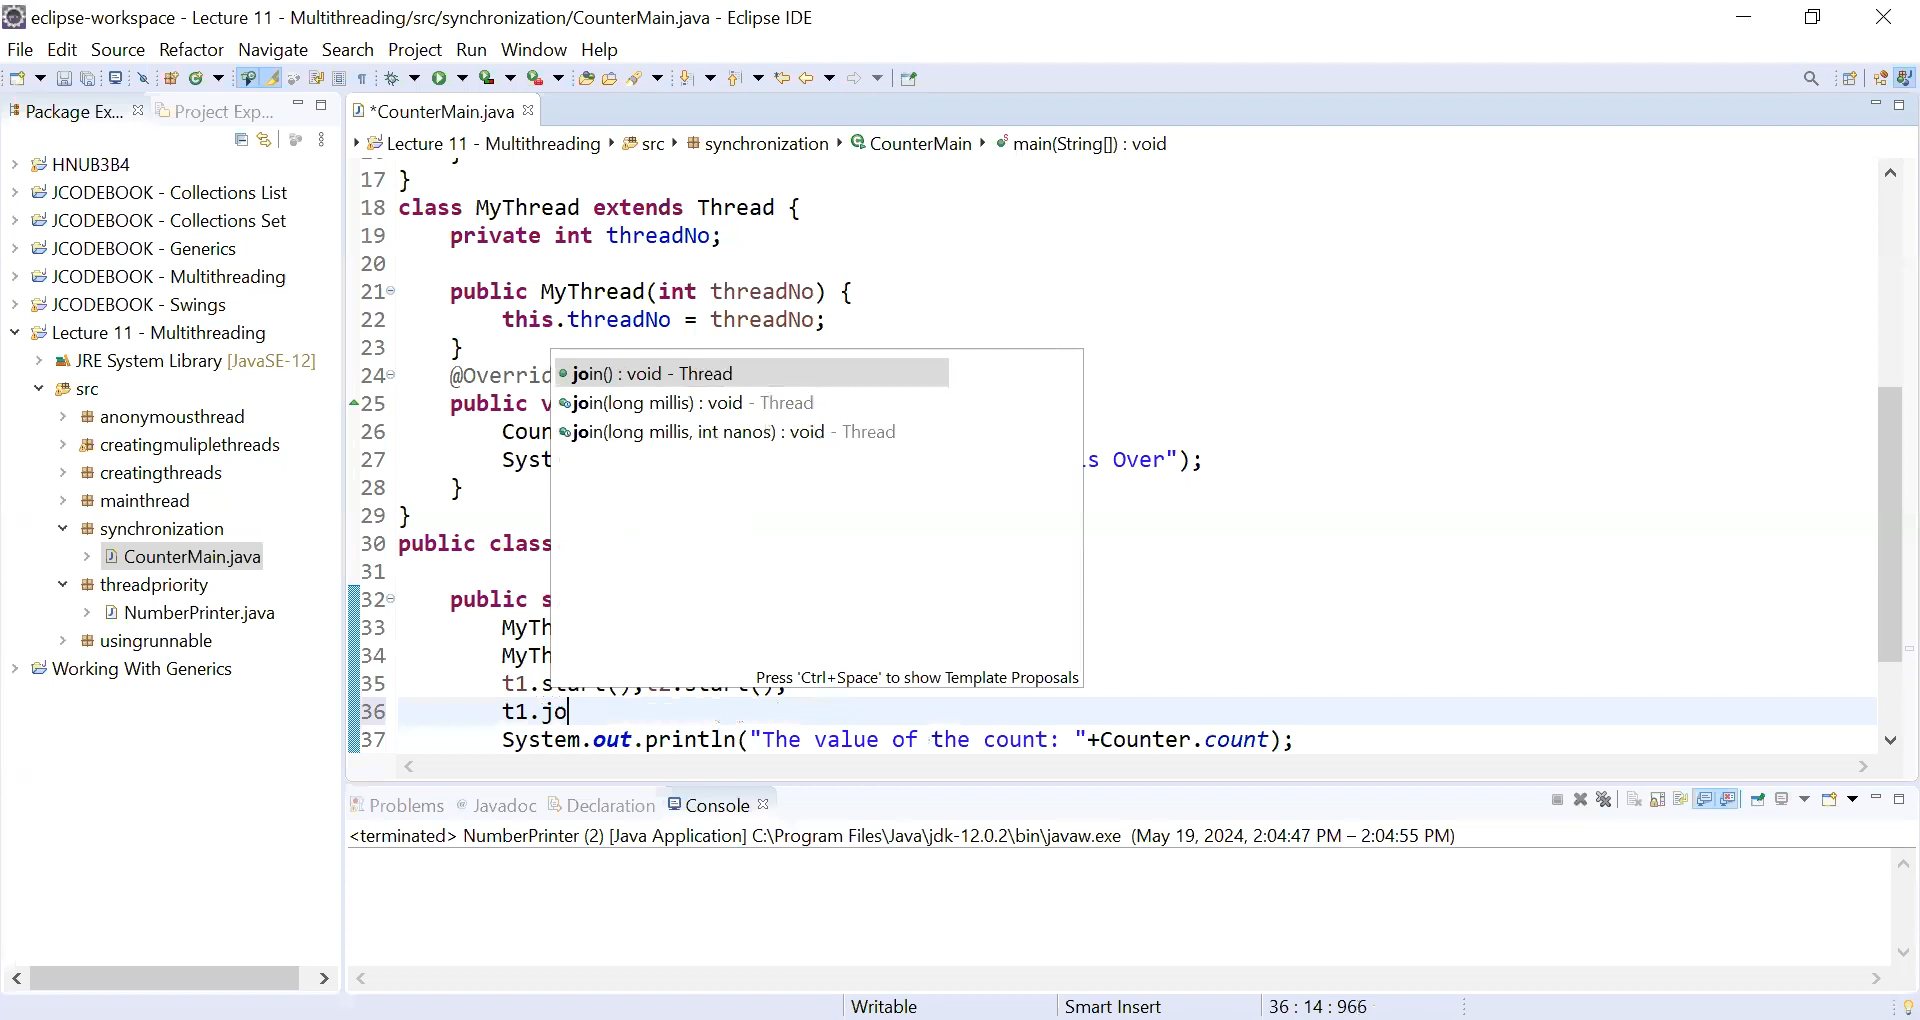 eclipse-workspace - Lecture 11 - Multithreading/src/synchronization/CounterMain.java - Eclipse IDE
File Edit Source Refactor Navigate Search Project Run Window Help
Package Ex... Project Exp...
HNUB3B4
JCODEBOOK - Collections List
JCODEBOOK - Collections Set
JCODEBOOK - Generics
JCODEBOOK - Multithreading
JCODEBOOK - Swings
Lecture 11 - Multithreading
JRE System Library [JavaSE-12]
src
anonymousthread
creatingmuliplethreads
creatingthreads
mainthread
synchronization
CounterMain.java
threadpriority
NumberPrinter.java
usingrunnable
Working With Generics
*CounterMain.java
Lecture 11 - Multithreading src synchronization CounterMain main(String[]) : void
17 }
18 class MyThread extends Thread {
19 private int threadNo;
20
21 public MyThread(int threadNo) {
22 this.threadNo = threadNo;
23 }
24 @Overrid
25 public v
26 Coun
27 Syst s Over");
28 }
29 }
30 public class
31
32 public s
33 MyTh
34 MyTh
35 t1.start();t2.start();
36 t1.jo
37 System.out.println("The value of the count: "+Counter.count);
join() : void - Thread
join(long millis) : void - Thread
join(long millis, int nanos) : void - Thread
Press 'Ctrl+Space' to show Template Proposals
Problems @ Javadoc Declaration Console
<terminated> NumberPrinter (2) [Java Application] C:\Program Files\Java\jdk-12.0.2\bin\javaw.exe (May 19, 2024, 2:04:47 PM – 2:04:55 PM)
Writable Smart Insert 36 : 14 : 966